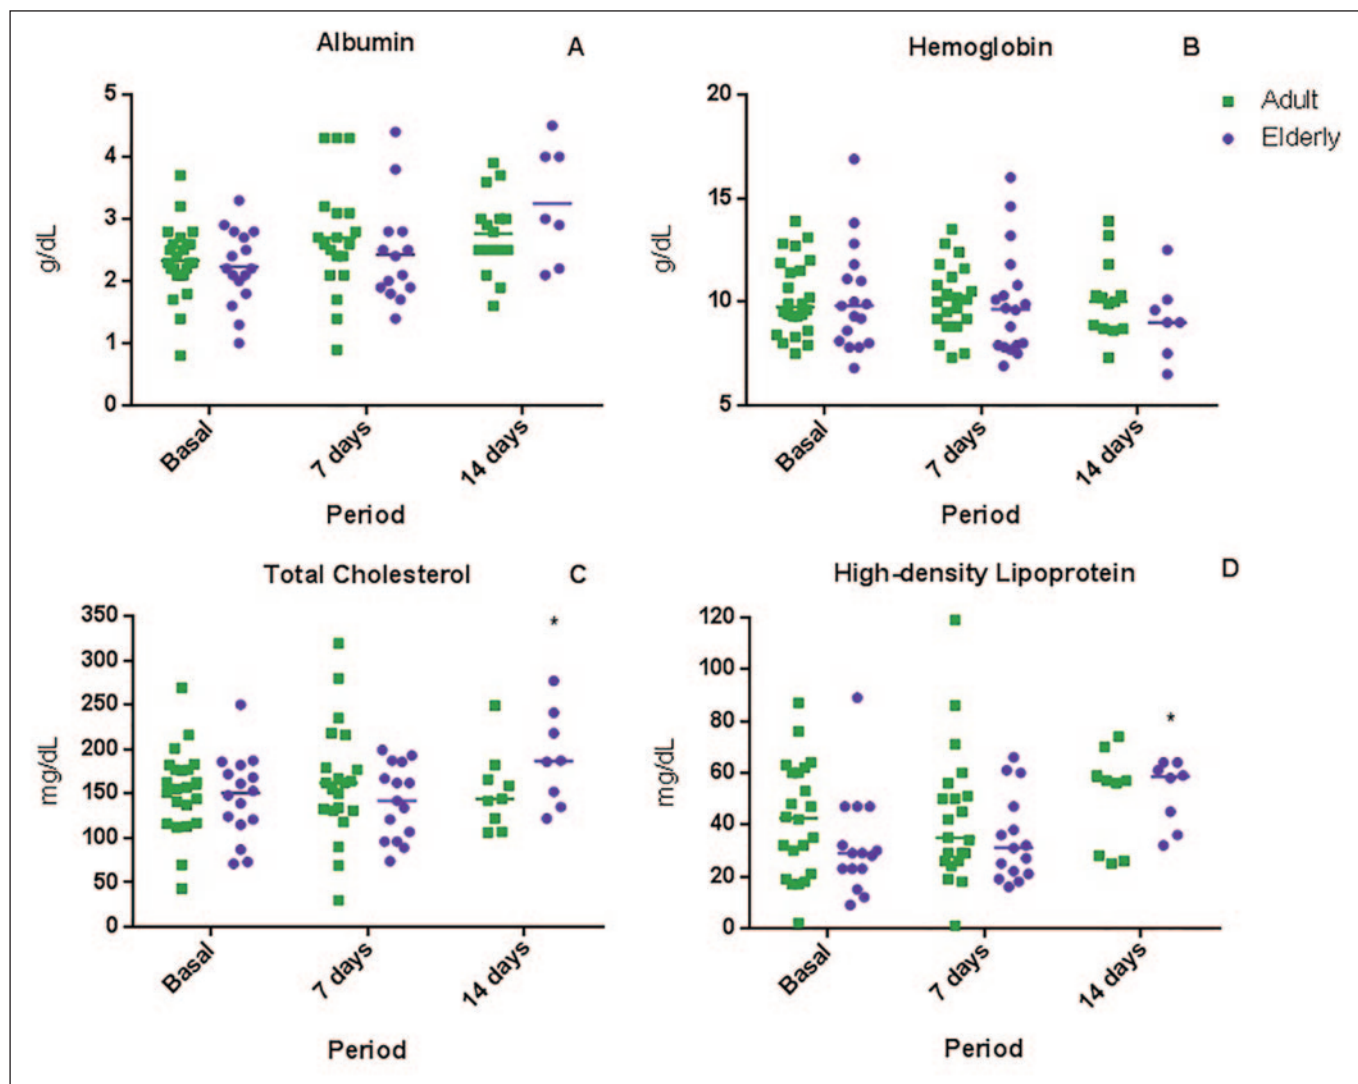 Albumin A
5
4
3
2
1
0
g/dL
Basal
7 days
14 days
Period
Hemoglobin B
20
15
10
5
g/dL
Basal
7 days
14 days
Period
Adult
Elderly
Total Cholesterol C
350
300
250
200
150
100
50
0
mg/dL
*
Basal
7 days
14 days
Period
High-density Lipoprotein D
120
100
80
60
40
20
0
mg/dL
*
Basal
7 days
14 days
Period